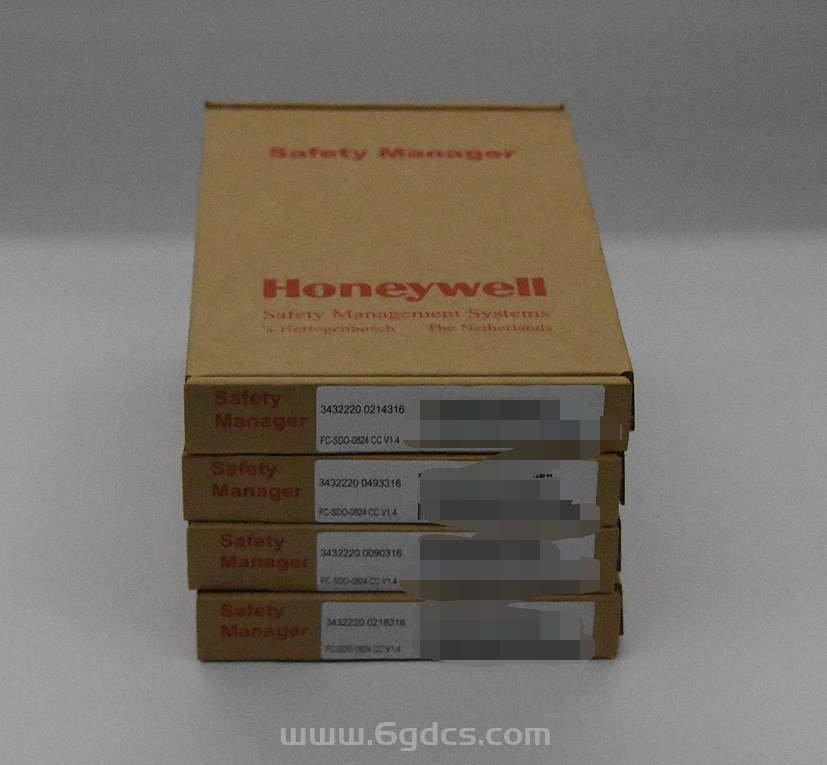 Safety Manager
Honeywell
Safety Management Systems
's Hertogenbosch The Netherlands
Safety
Manager
3432220 0214316
FC-SDO-0824 CC V1.4
Safety
Manager
3432220 0493316
FC-SDO-0824 CC V1.4
Safety
Manager
3432220 0090316
FC-SDO-0824 CC V1.4
Safety
Manager
3432220 0218316
FC-SDO-0824 CC V1.4
www.6gdcs.com